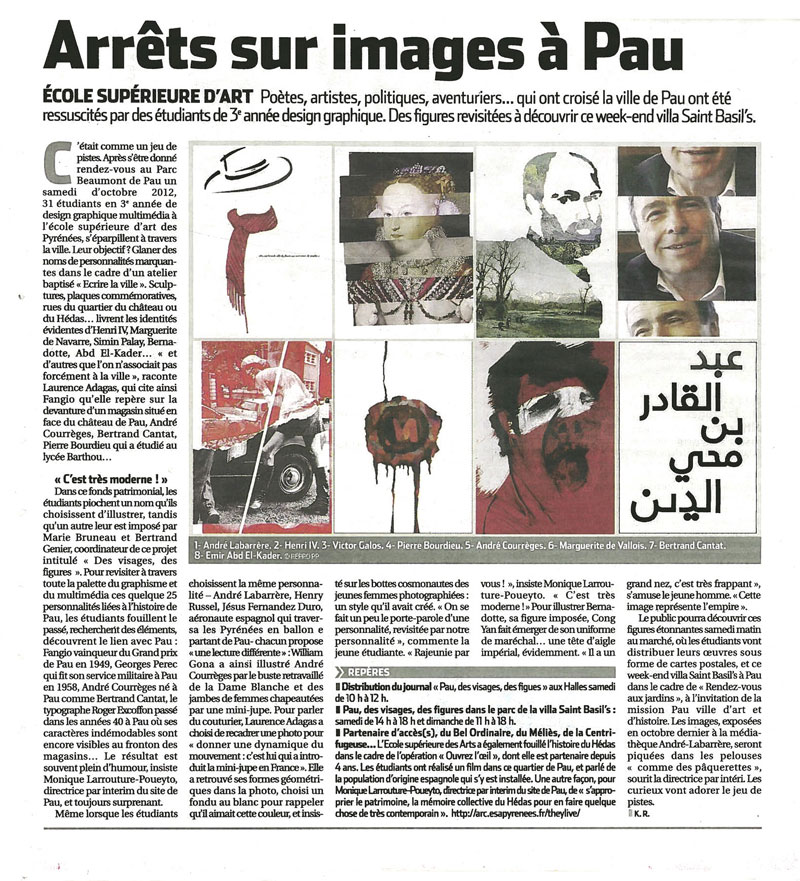 Arrêts sur images à Pau
ÉCOLE SUPÉRIEURE D'ART Poètes, artistes, politiques, aventuriers... qui ont croisé la ville de Pau ont été
ressuscités par des étudiants de 3e année design graphique. Des figures revisitées à découvrir ce week-end villa Saint Basil's.
C'était comme un jeu de
pistes. Après s'être donné
rendez-vous au Parc
Beaumont de Pau un
samedi d'octobre 2012,
31 étudiants en 3e année de
design graphique multimédia à
l'école supérieure d'art des
Pyrénées, s'éparpillent à travers
la ville. Leur objectif ? Glaner des
noms de personnalités marquan-
tes dans le cadre d'un atelier
baptisé « Ecrire la ville ». Sculp-
tures, plaques commémoratives,
rues du quartier du château ou
du Hédas... livrent les identités
évidentes d'Henri IV, Marguerite
de Navarre, Simin Palay, Berna-
dotte, Abd El-Kader... « et
d'autres que l'on n'associait pas
forcément à la ville », raconte
Laurence Adagas, qui cite ainsi
Fangio qu'elle repère sur la
devanture d'un magasin situé en
face du château de Pau, André
Courrèges, Bertrand Cantat,
Pierre Bourdieu qui a étudié au
lycée Barthou...
« C'est très moderne ! »
Dans ce fonds patrimonial, les
étudiants piochent un nom qu'ils
choisissent d'illustrer, tandis
qu'un autre leur est imposé par
Marie Bruneau et Bertrand
Genier, coordinateur de ce projet
intitulé « Des visages, des
figures ». Pour revisiter à travers
toute la palette du graphisme et
du multimédia ces quelque 25
personnalités liées à l'histoire de
Pau, les étudiants fouillent le
passé, recherchent des éléments,
découvrent le lien avec Pau :
Fangio vainqueur du Grand prix
de Pau en 1949, Georges Perec
qui fit son service militaire à Pau
en 1958, André Courrèges né à
Pau comme Bertrand Cantat, le
typographe Roger Excoffon passé
dans les années 40 à Pau où ses
caractères indémodables sont
encore visibles au fronton des
magasins... Le résultat est
souvent plein d'humour, insiste
Monique Larrouture-Poueyto,
directrice par interim du site de
Pau, et toujours surprenant.
Même lorsque les étudiants
عبد
القادر
بن
محي
الدين
1- André Labarrère. 2- Henri IV. 3- Victor Galos. 4- Pierre Bourdieu. 5- André Courrèges. 6- Marguerite de Vallois. 7- Bertrand Cantat.
8- Emir Abd El-Kader. © REPRO PP
choisissent la même personna-
lité – André Labarrère, Henry
Russel, Jésus Fernandez Duro,
aéronaute espagnol qui traver-
sa les Pyrénées en ballon e
partant de Pau- chacun propose
« une lecture différente » : William
Gona a ainsi illustré André
Courrèges par le buste retravaillé
de la Dame Blanche et des
jambes de femmes chapeautées
par une mini-jupe. Pour parler
du couturier, Laurence Adagas a
choisi de recadrer une photo pour
« donner une dynamique du
mouvement : c'est lui qui a intro-
duit la mini-jupe en France ». Elle
a retrouvé ses formes géométri-
ques dans la photo, choisi un
fondu au blanc pour rappeler
qu'il aimait cette couleur, et insis-
té sur les bottes cosmonautes des
jeunes femmes photographiées :
un style qu'il avait créé. « On se
fait un peu le porte-parole d'une
personnalité, revisitée par notre
personnalité », commente la
jeune étudiante. « Rajeunie par
vous ! », insiste Monique Larrou-
ture-Poueyto. « C'est très
moderne ! » Pour illustrer Berna-
dotte, sa figure imposée, Cong
Yan fait émerger de son uniforme
de maréchal... une tête d'aigle
impérial, évidemment. « Il a un
grand nez, c'est très frappant »,
s'amuse le jeune homme. « Cette
image représente l'empire ».
Le public pourra découvrir ces
figures étonnantes samedi matin
au marché, où les étudiants vont
distribuer leurs œuvres sous
forme de cartes postales, et ce
week-end villa Saint Basil's à Pau
dans le cadre de « Rendez-vous
aux jardins », à l'invitation de la
mission Pau ville d'art et
d'histoire. Les images, exposées
en octobre dernier à la média-
thèque André-Labarrère, seront
piquées dans les pelouses
« comme des pâquerettes »,
sourit la directrice par intéri. Les
curieux vont adorer le jeu de
pistes.
K. R.
REPÈRES
Distribution du journal « Pau, des visages, des figues » aux Halles samedi
de 10 h à 12 h.
Pau, des visages, des figures dans le parc de la villa Saint Basil's :
samedi de 14 h à 18 h et dimanche de 11 h à 18 h.
Partenaire d'accès(s), du Bel Ordinaire, du Méliès, de la Centri-
fugeuse... L'Ecole supérieure des Arts a également fouillé l'histoire du Hédas
dans le cadre de l'opération « Ouvrez l'œil », dont elle est partenaire depuis
4 ans. Les étudiants ont réalisé un film dans ce quartier de Pau, et parlé de
la population d'origine espagnol qui s'y est installée. Une autre façon, pour
Monique Larrouture-Poueyto, directrice par interim du site de Pau, de « s'appro-
prier le patrimoine, la mémoire collective du Hédas pour en faire quelque
chose de très contemporain ». http://arc.esapyrenees.fr/theylive/